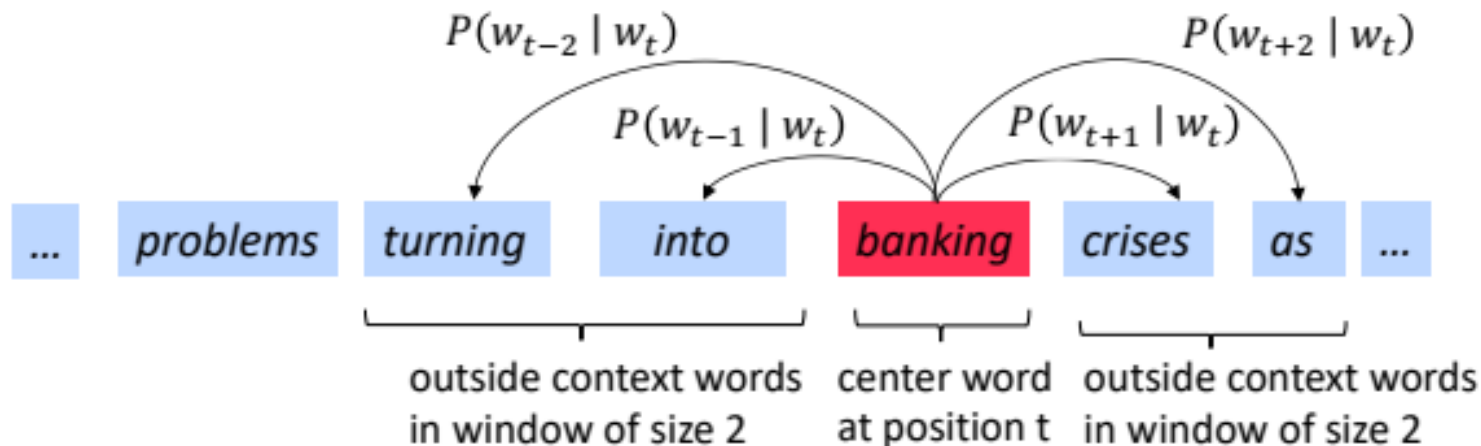 P(w_{t−2} | w_t) P(w_{t+2} | w_t)
P(w_{t−1} | w_t) P(w_{t+1} | w_t)
... problems turning into banking crises as ...
outside context words center word outside context words
in window of size 2 at position t in window of size 2